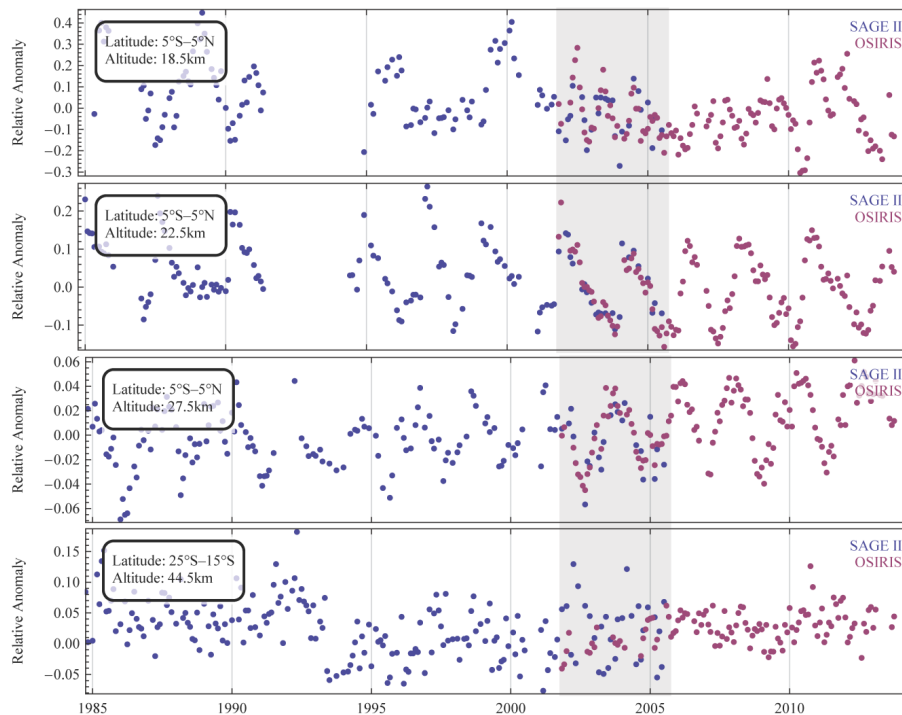 0.4
0.3
0.2
0.1
0.0
−0.1
−0.2
−0.3
Relative Anomaly
Latitude: 5°S–5°N
Altitude: 18.5km
SAGE II
OSIRIS
0.2
0.1
0.0
−0.1
Relative Anomaly
Latitude: 5°S–5°N
Altitude: 22.5km
SAGE II
OSIRIS
0.06
0.04
0.02
0.00
−0.02
−0.04
−0.06
Relative Anomaly
Latitude: 5°S–5°N
Altitude: 27.5km
SAGE II
OSIRIS
0.15
0.10
0.05
0.00
−0.05
Relative Anomaly
Latitude: 25°S–15°S
Altitude: 44.5km
SAGE II
OSIRIS
1985 1990 1995 2000 2005 2010